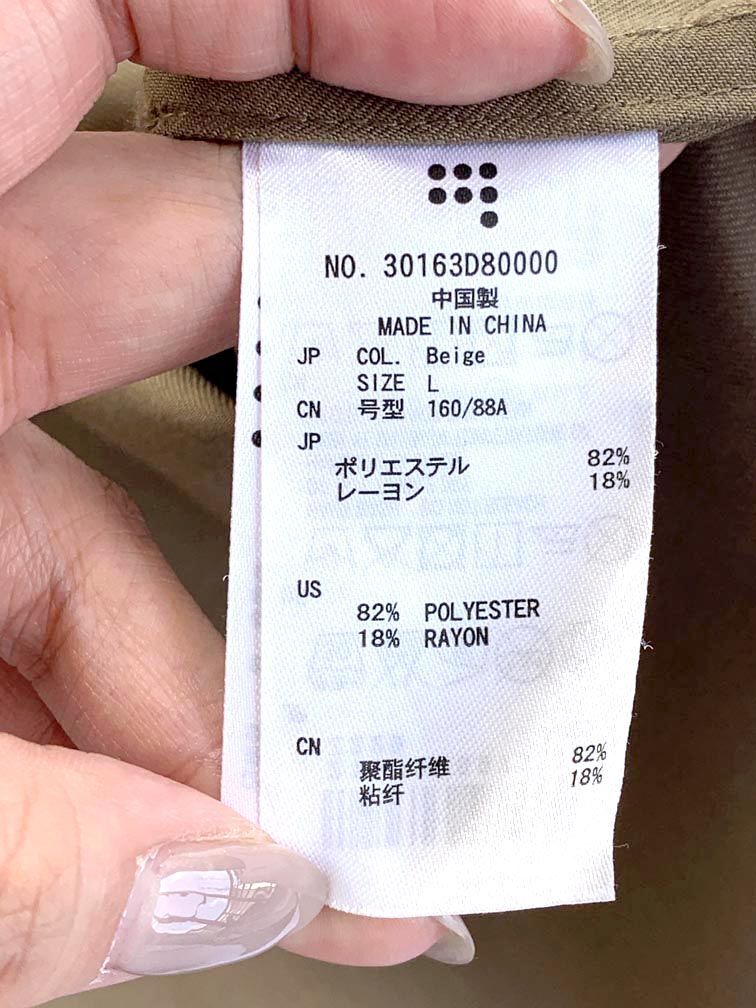 NO. 30163D80000
中国製
MADE IN CHINA
JP COL. Beige
SIZE L
CN 号型 160/88A
JP
ポリエステル 82%
レーヨン 18%
US
82% POLYESTER
18% RAYON
CN
聚酯纤维 82%
粘纤 18%